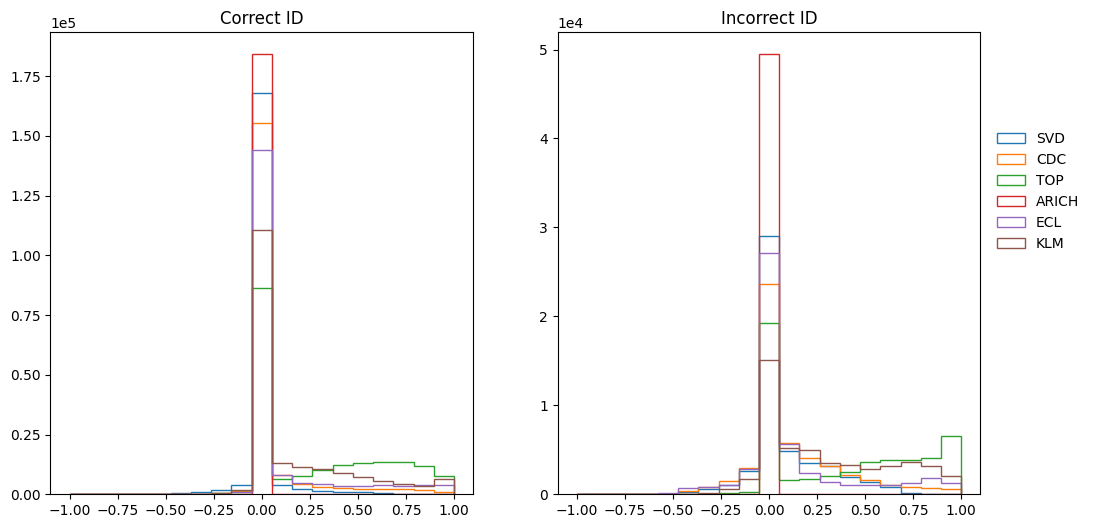 Correct ID
1e5
1.75
1.50
1.25
1.00
0.75
0.50
0.25
0.00
−1.00 −0.75 −0.50 −0.25 0.00 0.25 0.50 0.75 1.00
Incorrect ID
1e4
5
4
3
2
1
0
−1.00 −0.75 −0.50 −0.25 0.00 0.25 0.50 0.75 1.00
SVD
CDC
TOP
ARICH
ECL
KLM